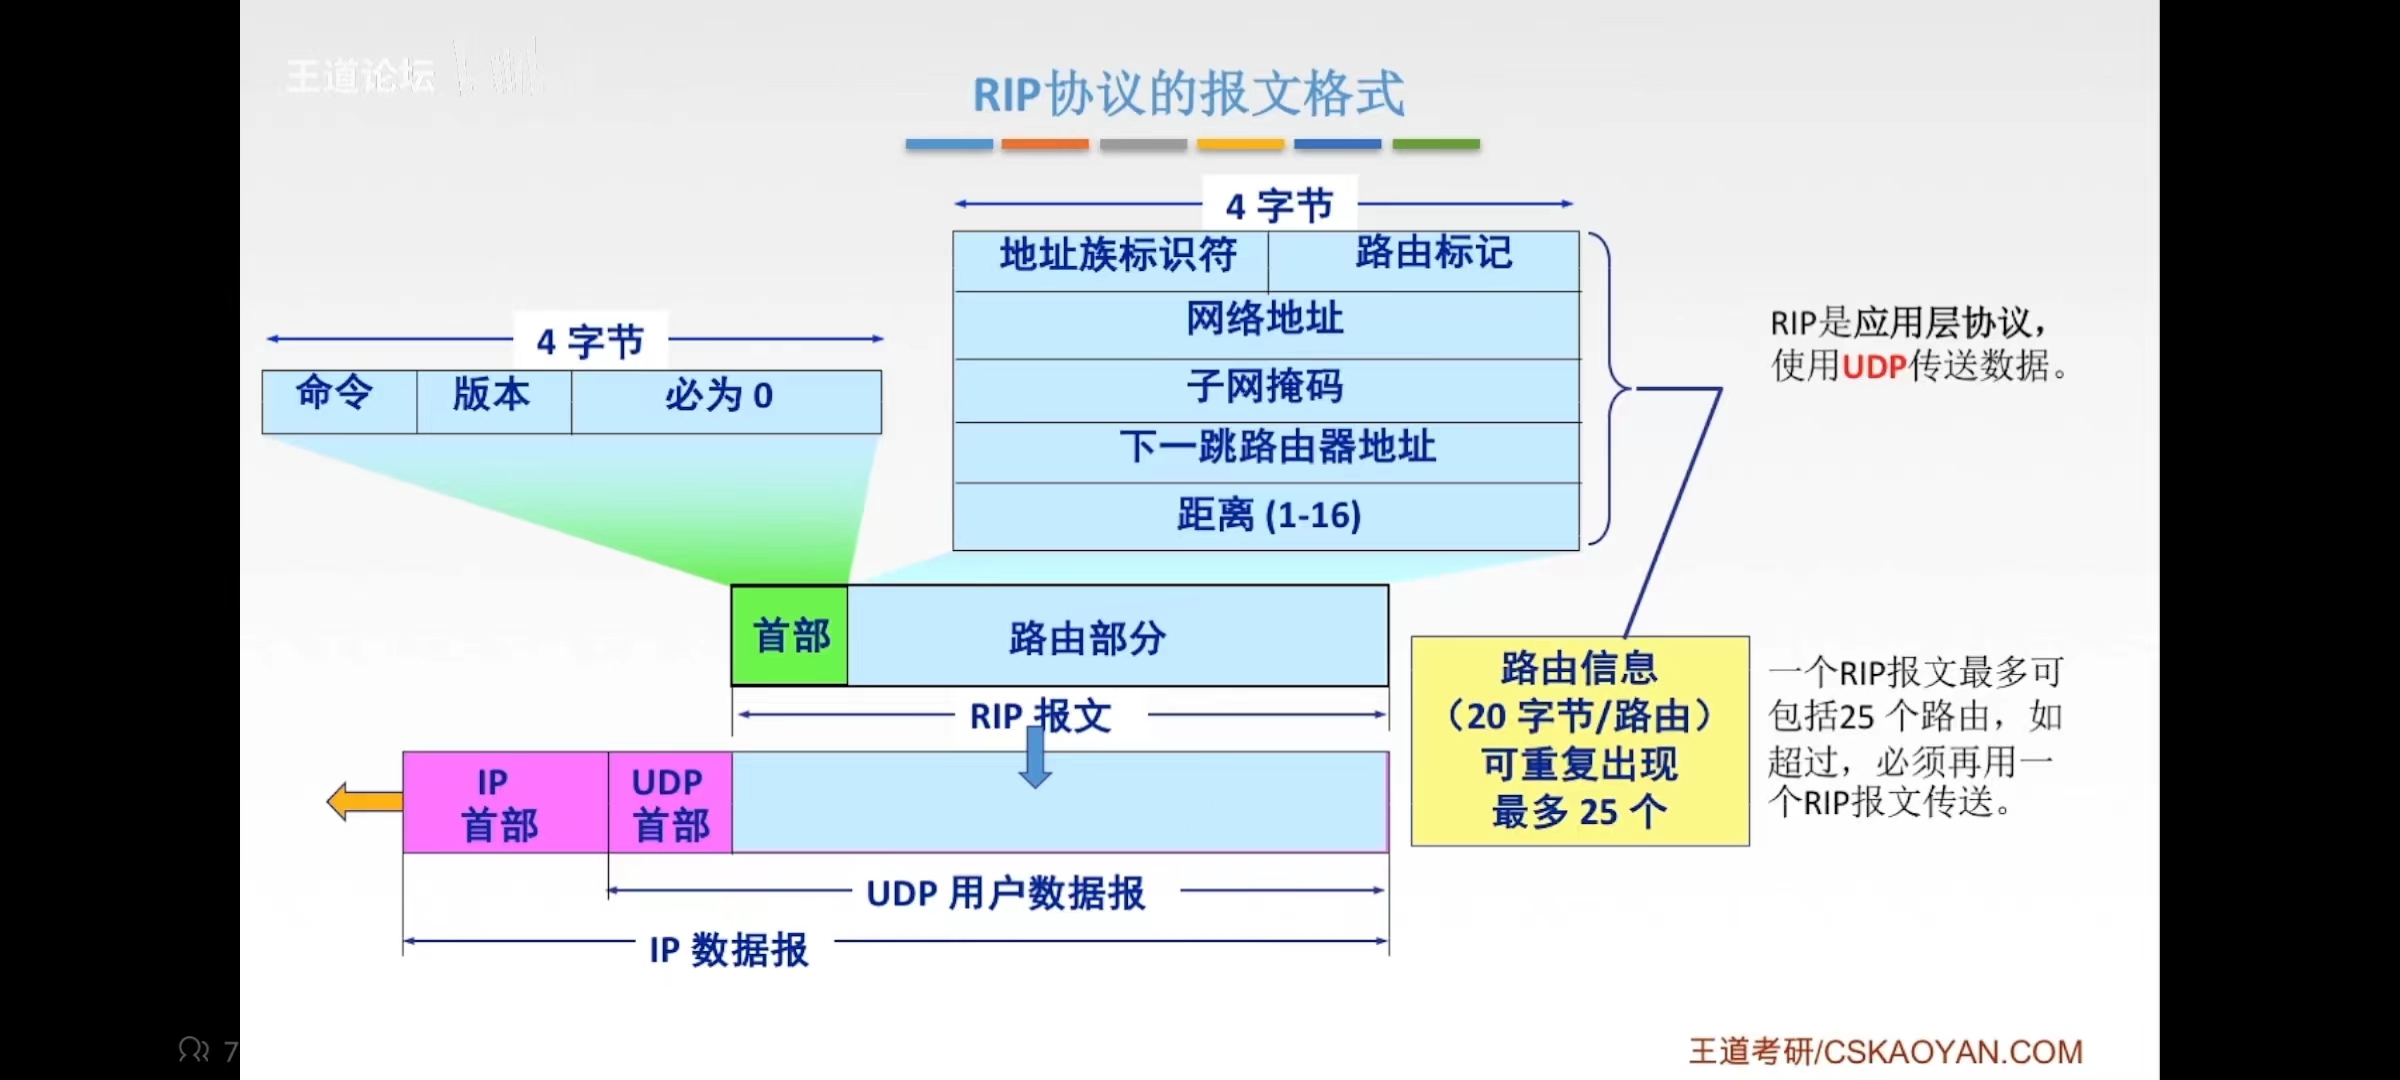 王道论坛
RIP协议的报文格式
4 字节
地址族标识符 路由标记
网络地址
子网掩码
下一跳路由器地址
距离 (1-16)
4 字节
命令 版本 必为 0
RIP是应用层协议，
使用UDP传送数据。
首部 路由部分
RIP 报文
IP
首部
UDP
首部
UDP 用户数据报
IP 数据报
路由信息
（20 字节/路由）
可重复出现
最多 25 个
一个RIP报文最多可
包括25 个路由，如
超过，必须再用一
个RIP报文传送。
7
王道考研/CSKAOYAN.COM